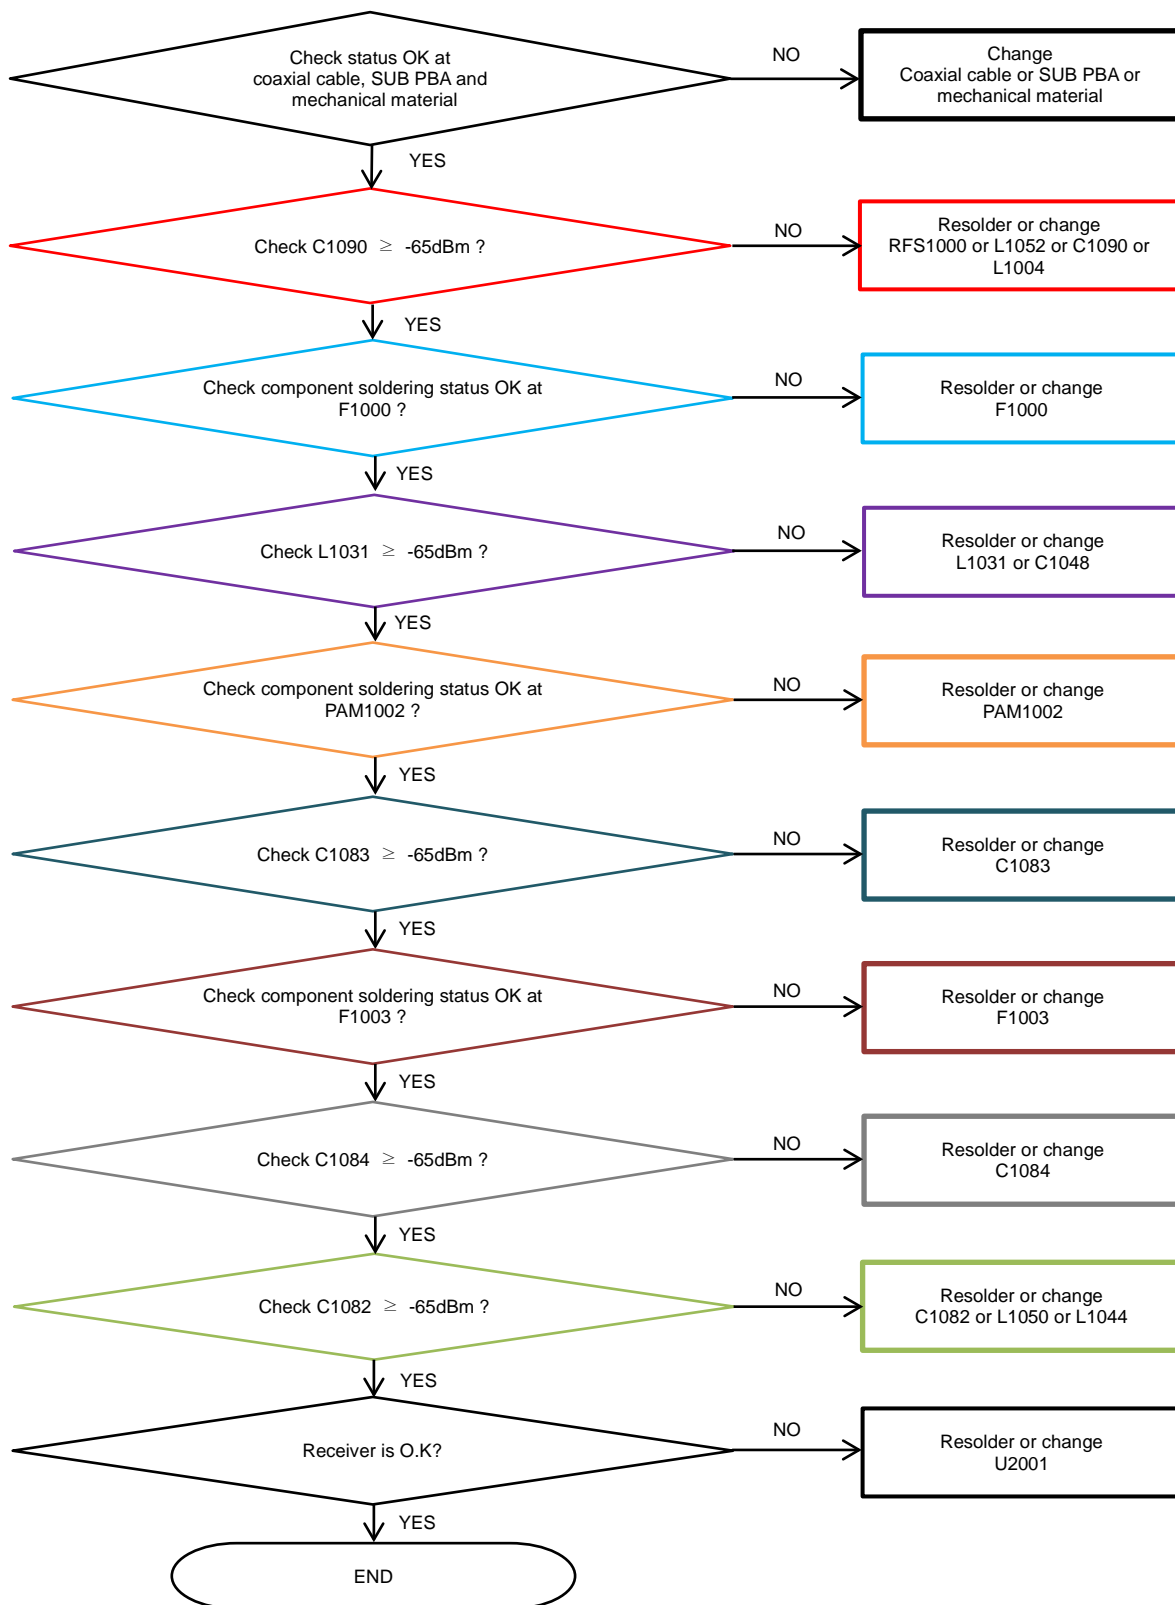 Check status OK at
coaxial cable, SUB PBA and
mechanical material
NO
Change
Coaxial cable or SUB PBA or
mechanical material
YES
Check C1090 ≥ -65dBm ?
NO
Resolder or change
RFS1000 or L1052 or C1090 or
L1004
YES
Check component soldering status OK at
F1000 ?
NO
Resolder or change
F1000
YES
Check L1031 ≥ -65dBm ?
NO
Resolder or change
L1031 or C1048
YES
Check component soldering status OK at
PAM1002 ?
NO
Resolder or change
PAM1002
YES
Check C1083 ≥ -65dBm ?
NO
Resolder or change
C1083
YES
Check component soldering status OK at
F1003 ?
NO
Resolder or change
F1003
YES
Check C1084 ≥ -65dBm ?
NO
Resolder or change
C1084
YES
Check C1082 ≥ -65dBm ?
NO
Resolder or change
C1082 or L1050 or L1044
YES
Receiver is O.K?
NO
Resolder or change
U2001
YES
END